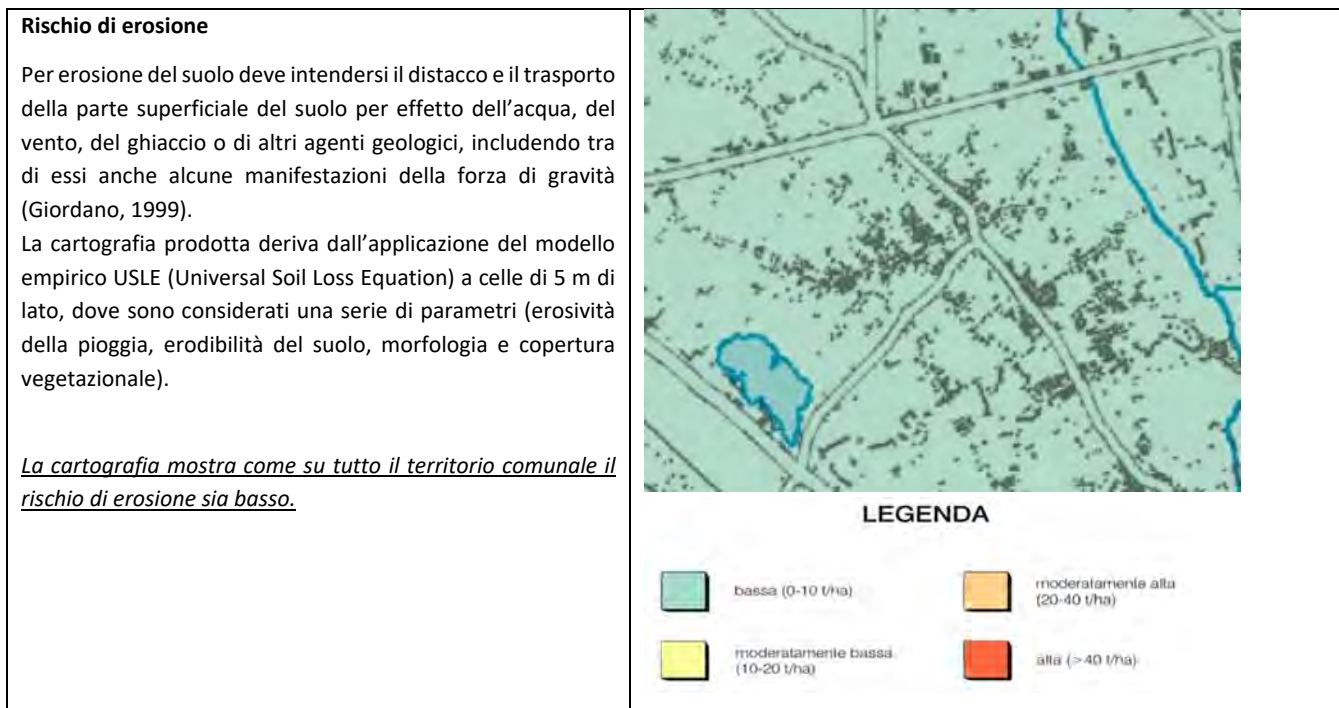 Rischio di erosione
Per erosione del suolo deve intendersi il distacco e il trasporto
della parte superficiale del suolo per effetto dell’acqua, del
vento, del ghiaccio o di altri agenti geologici, includendo tra
di essi anche alcune manifestazioni della forza di gravità
(Giordano, 1999).
La cartografia prodotta deriva dall’applicazione del modello
empirico USLE (Universal Soil Loss Equation) a celle di 5 m di
lato, dove sono considerati una serie di parametri (erosività
della pioggia, erodibilità del suolo, morfologia e copertura
vegetazionale).
La cartografia mostra come su tutto il territorio comunale il
rischio di erosione sia basso.
LEGENDA
bassa (0-10 t/ha)
moderatamente bassa
(10-20 t/ha)
moderatamente alta
(20-40 t/ha)
alta (>40 t/ha)